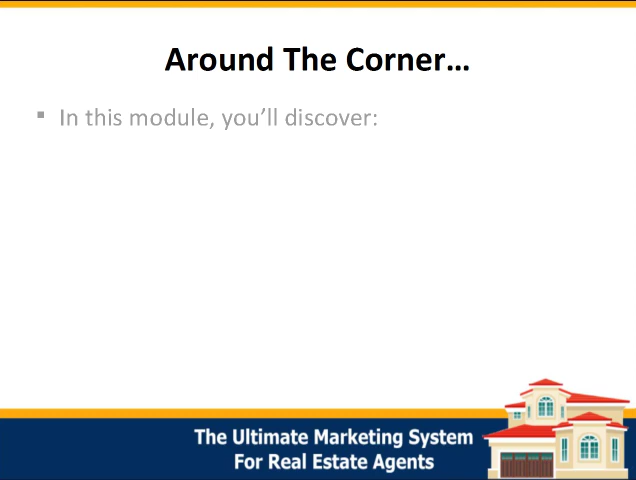 Around The Corner…
▪ In this module, you’ll discover:
The Ultimate Marketing System
For Real Estate Agents